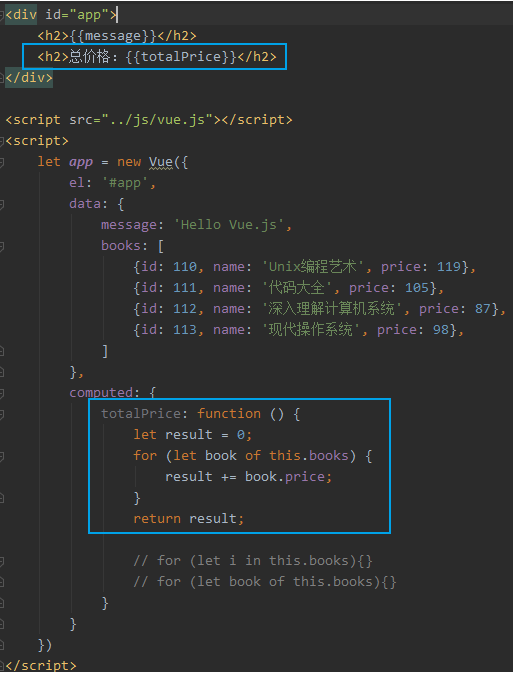 <div id="app">
    <h2>{{message}}</h2>
    <h2>总价格：{{totalPrice}}</h2>
</div>

<script src="../js/vue.js"></script>
<script>
    let app = new Vue({
        el: '#app',
        data: {
            message: 'Hello Vue.js',
            books: [
                {id: 110, name: 'Unix编程艺术', price: 119},
                {id: 111, name: '代码大全', price: 105},
                {id: 112, name: '深入理解计算机系统', price: 87},
                {id: 113, name: '现代操作系统', price: 98},
            ]
        },
        computed: {
            totalPrice: function () {
                let result = 0;
                for (let book of this.books) {
                    result += book.price;
                }
                return result;

                // for (let i in this.books){}
                // for (let book of this.books){}
            }
        }
    })
</script>